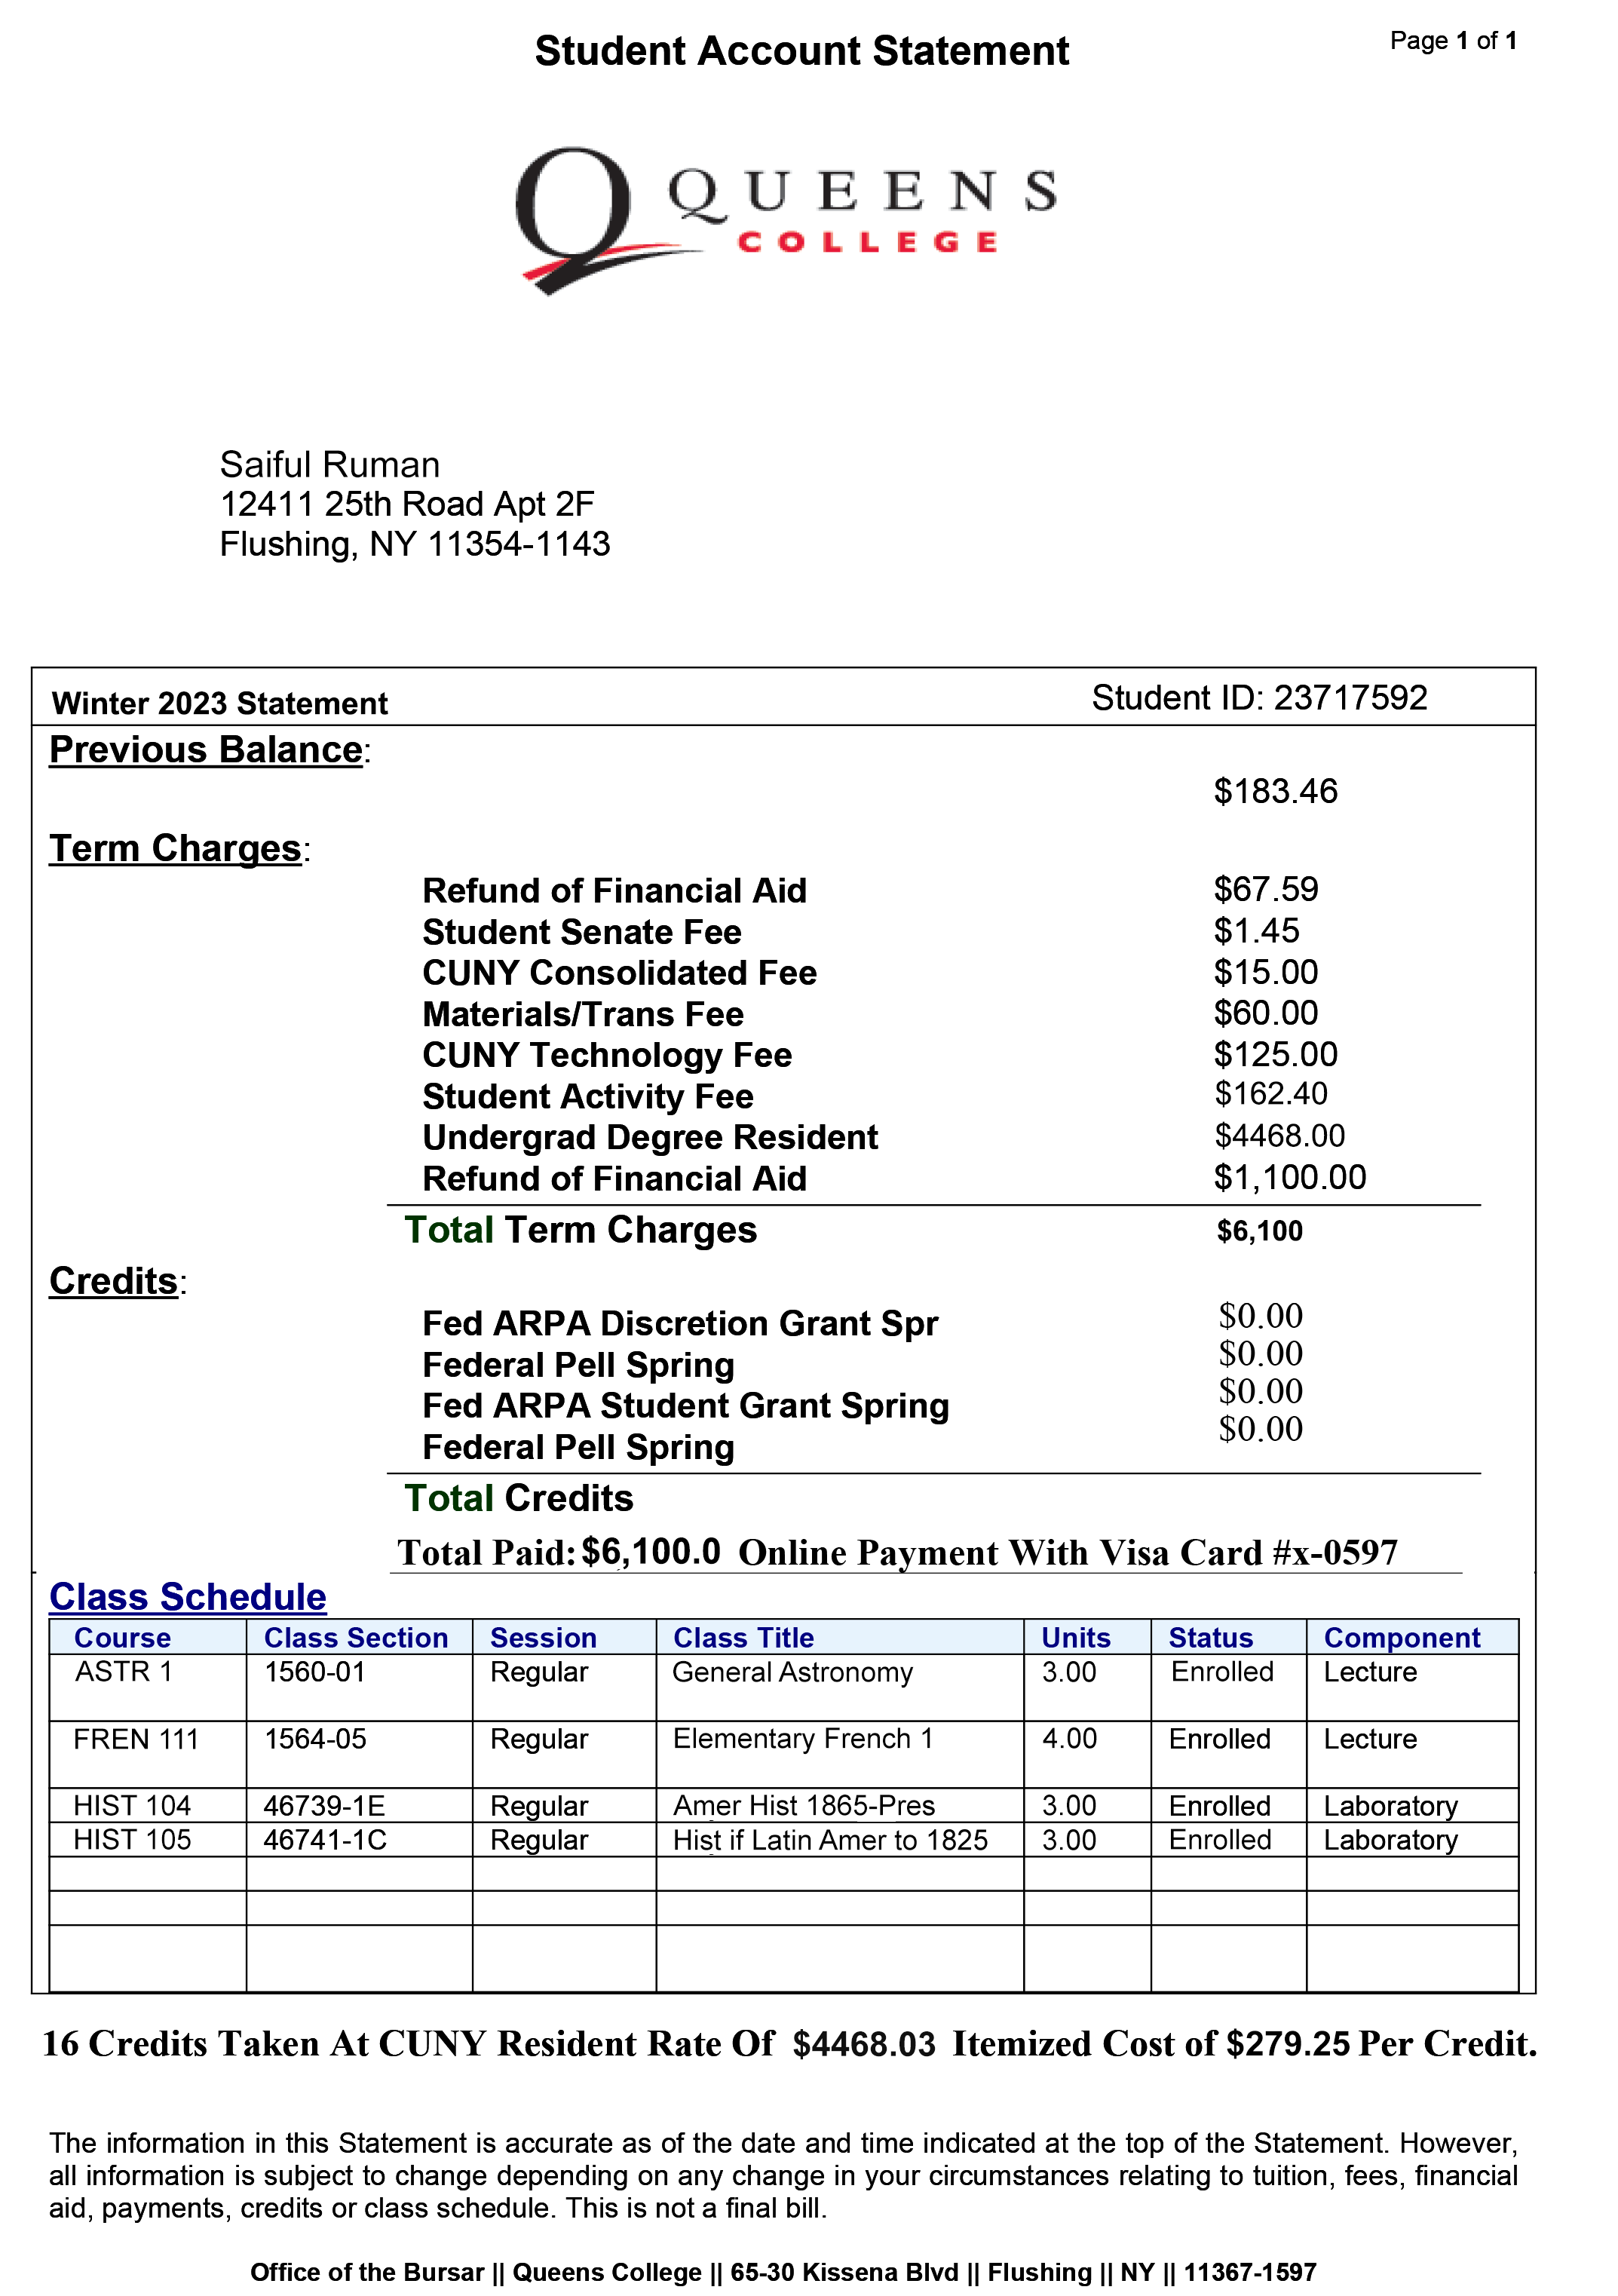 Student Account Statement
Page 1 of 1
QUEENS
COLLEGE
Saiful Ruman
12411 25th Road Apt 2F
Flushing, NY 11354-1143
Winter 2023 Statement Student ID: 23717592
Previous Balance:
$183.46
Term Charges:
Refund of Financial Aid $67.59
Student Senate Fee $1.45
CUNY Consolidated Fee $15.00
Materials/Trans Fee $60.00
CUNY Technology Fee $125.00
Student Activity Fee $162.40
Undergrad Degree Resident $4468.00
Refund of Financial Aid $1,100.00
Total Term Charges $6,100
Credits:
Fed ARPA Discretion Grant Spr $0.00
Federal Pell Spring $0.00
Fed ARPA Student Grant Spring $0.00
Federal Pell Spring $0.00
Total Credits
Total Paid: $6,100.0 Online Payment With Visa Card #x-0597
Class Schedule
Course Class Section Session Class Title Units Status Component
ASTR 1 1560-01 Regular General Astronomy 3.00 Enrolled Lecture
FREN 111 1564-05 Regular Elementary French 1 4.00 Enrolled Lecture
HIST 104 46739-1E Regular Amer Hist 1865-Pres 3.00 Enrolled Laboratory
HIST 105 46741-1C Regular Hist if Latin Amer to 1825 3.00 Enrolled Laboratory
16 Credits Taken At CUNY Resident Rate Of $4468.03 Itemized Cost of $279.25 Per Credit.
The information in this Statement is accurate as of the date and time indicated at the top of the Statement. However,
all information is subject to change depending on any change in your circumstances relating to tuition, fees, financial
aid, payments, credits or class schedule. This is not a final bill.
Office of the Bursar || Queens College || 65-30 Kissena Blvd || Flushing || NY || 11367-1597